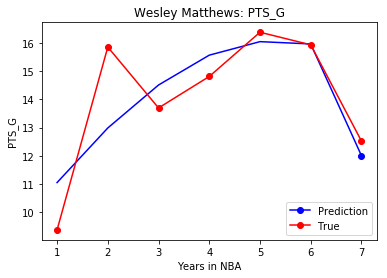 Wesley Matthews: PTS_G
PTS_G
16
15
14
13
12
11
10
1 2 3 4 5 6 7
Years in NBA
Prediction
True